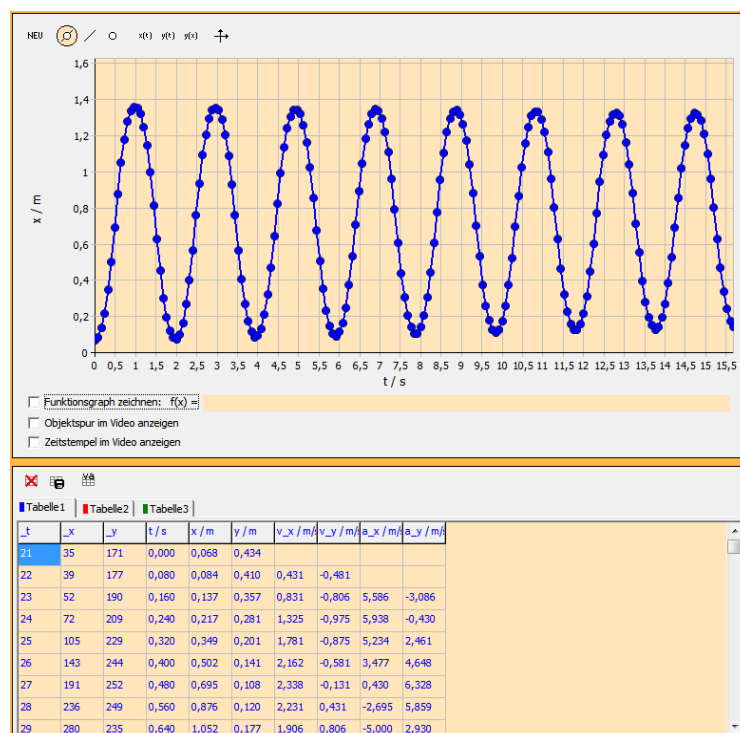 NEU x(t) y(t) y(x)
1,6
1,4
1,2
1
0,8
0,6
0,4
0,2
0
x / m
0 0,5 1 1,5 2 2,5 3 3,5 4 4,5 5 5,5 6 6,5 7 7,5 8 8,5 9 9,5 10 10,5 11 11,5 12 12,5 13 13,5 14 14,5 15 15,5
t / s
Funktionsgraph zeichnen: f(x) =
Objektspur im Video anzeigen
Zeitstempel im Video anzeigen
va
Tabelle1 Tabelle2 Tabelle3
_t _x _y t / s x / m y / m v_x / m/s v_y / m/s a_x / m/s a_y / m/s
21 35 171 0,000 0,068 0,434
22 39 177 0,080 0,084 0,410 0,431 -0,481
23 52 190 0,160 0,137 0,357 0,831 -0,806 5,586 -3,086
24 72 209 0,240 0,217 0,281 1,325 -0,975 5,938 -0,430
25 105 229 0,320 0,349 0,201 1,781 -0,875 5,234 2,461
26 143 244 0,400 0,502 0,141 2,162 -0,581 3,477 4,648
27 191 252 0,480 0,695 0,108 2,338 -0,131 0,430 6,328
28 236 249 0,560 0,876 0,120 2,231 0,431 -2,695 5,859
29 280 235 0,640 1,052 0,177 1,906 0,806 -5,000 2,930